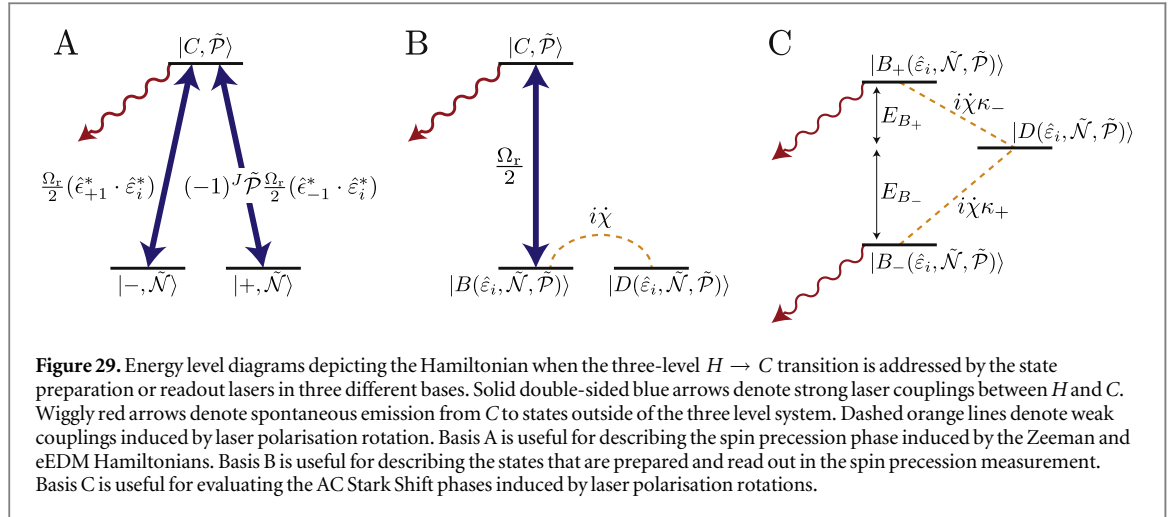 A
B
C
|C, 𝒫̃⟩
|C, 𝒫̃⟩
|B₊(ε̂ᵢ, 𝒩̃, 𝒫̃)⟩
iχ̇κ₋
E_{B₊}
|D(ε̂ᵢ, 𝒩̃, 𝒫̃)⟩
Ωᵣ/2 (ϵ̂*₊₁ · ε̂*ᵢ)
(−1)^J 𝒫̃ Ωᵣ/2 (ϵ̂*₋₁ · ε̂*ᵢ)
Ωᵣ/2
E_{B₋}
iχ̇κ₊
iχ̇
|−, 𝒩̃⟩
|+, 𝒩̃⟩
|B(ε̂ᵢ, 𝒩̃, 𝒫̃)⟩
|D(ε̂ᵢ, 𝒩̃, 𝒫̃)⟩
|B₋(ε̂ᵢ, 𝒩̃, 𝒫̃)⟩
Figure 29. Energy level diagrams depicting the Hamiltonian when the three-level H → C transition is addressed by the state
preparation or readout lasers in three different bases. Solid double-sided blue arrows denote strong laser couplings between H and C.
Wiggly red arrows denote spontaneous emission from C to states outside of the three level system. Dashed orange lines denote weak
couplings induced by laser polarisation rotation. Basis A is useful for describing the spin precession phase induced by the Zeeman and
eEDM Hamiltonians. Basis B is useful for describing the states that are prepared and read out in the spin precession measurement.
Basis C is useful for evaluating the AC Stark Shift phases induced by laser polarisation rotations.